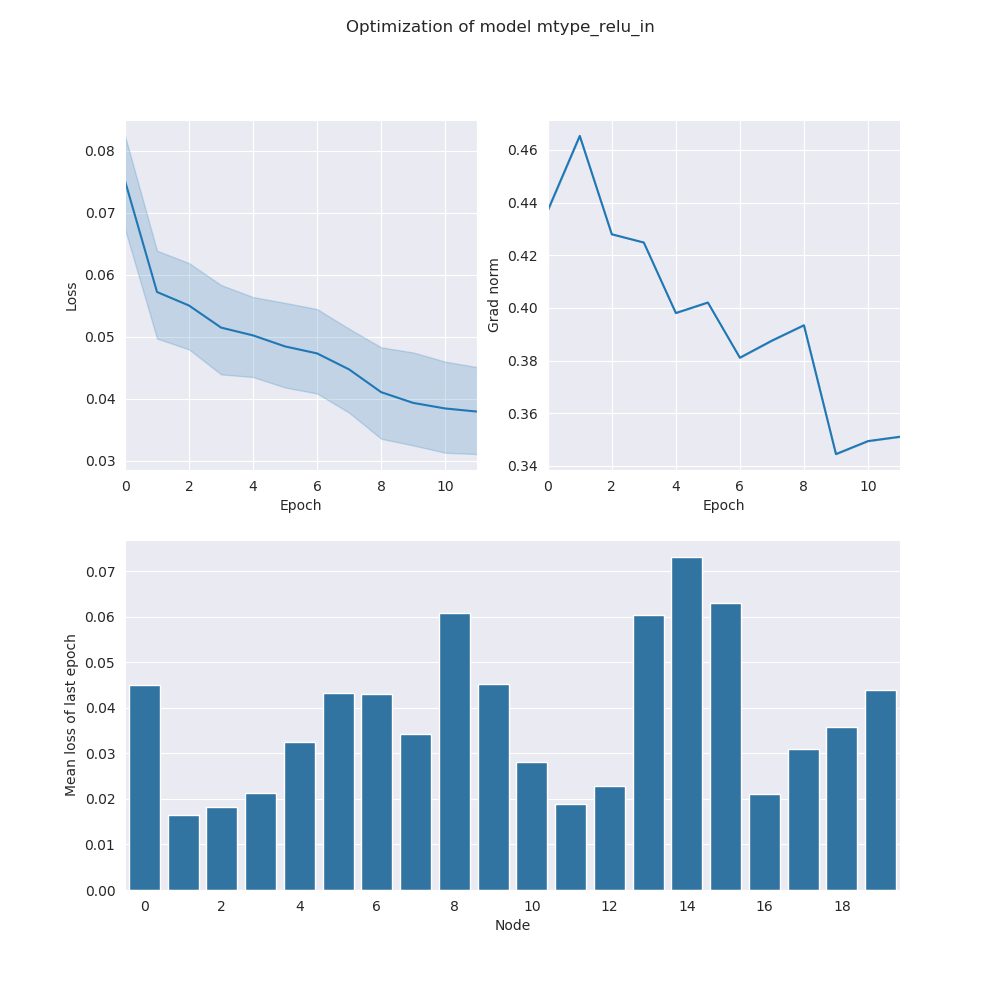 Optimization of model mtype_relu_in
0.08
0.07
0.06
0.05
0.04
0.03
Loss
0 2 4 6 8 10
Epoch
0.46
0.44
0.42
0.40
0.38
0.36
0.34
Grad norm
0 2 4 6 8 10
Epoch
0.07
0.06
0.05
0.04
0.03
0.02
0.01
0.00
Mean loss of last epoch
0 2 4 6 8 10 12 14 16 18
Node